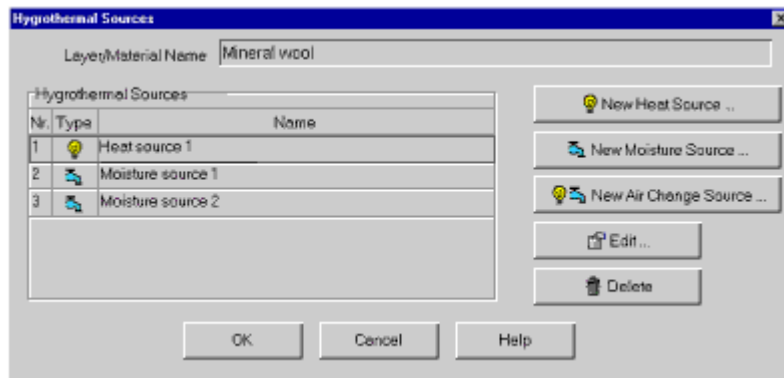 Hygrothermal Sources
Layer/Material Name Mineral wool
Hygrothermal Sources
Nr. Type Name
1 Heat source 1
2 Moisture source 1
3 Moisture source 2
New Heat Source ..
New Moisture Source ...
New Air Change Source ...
Edit ...
Delete
OK Cancel Help